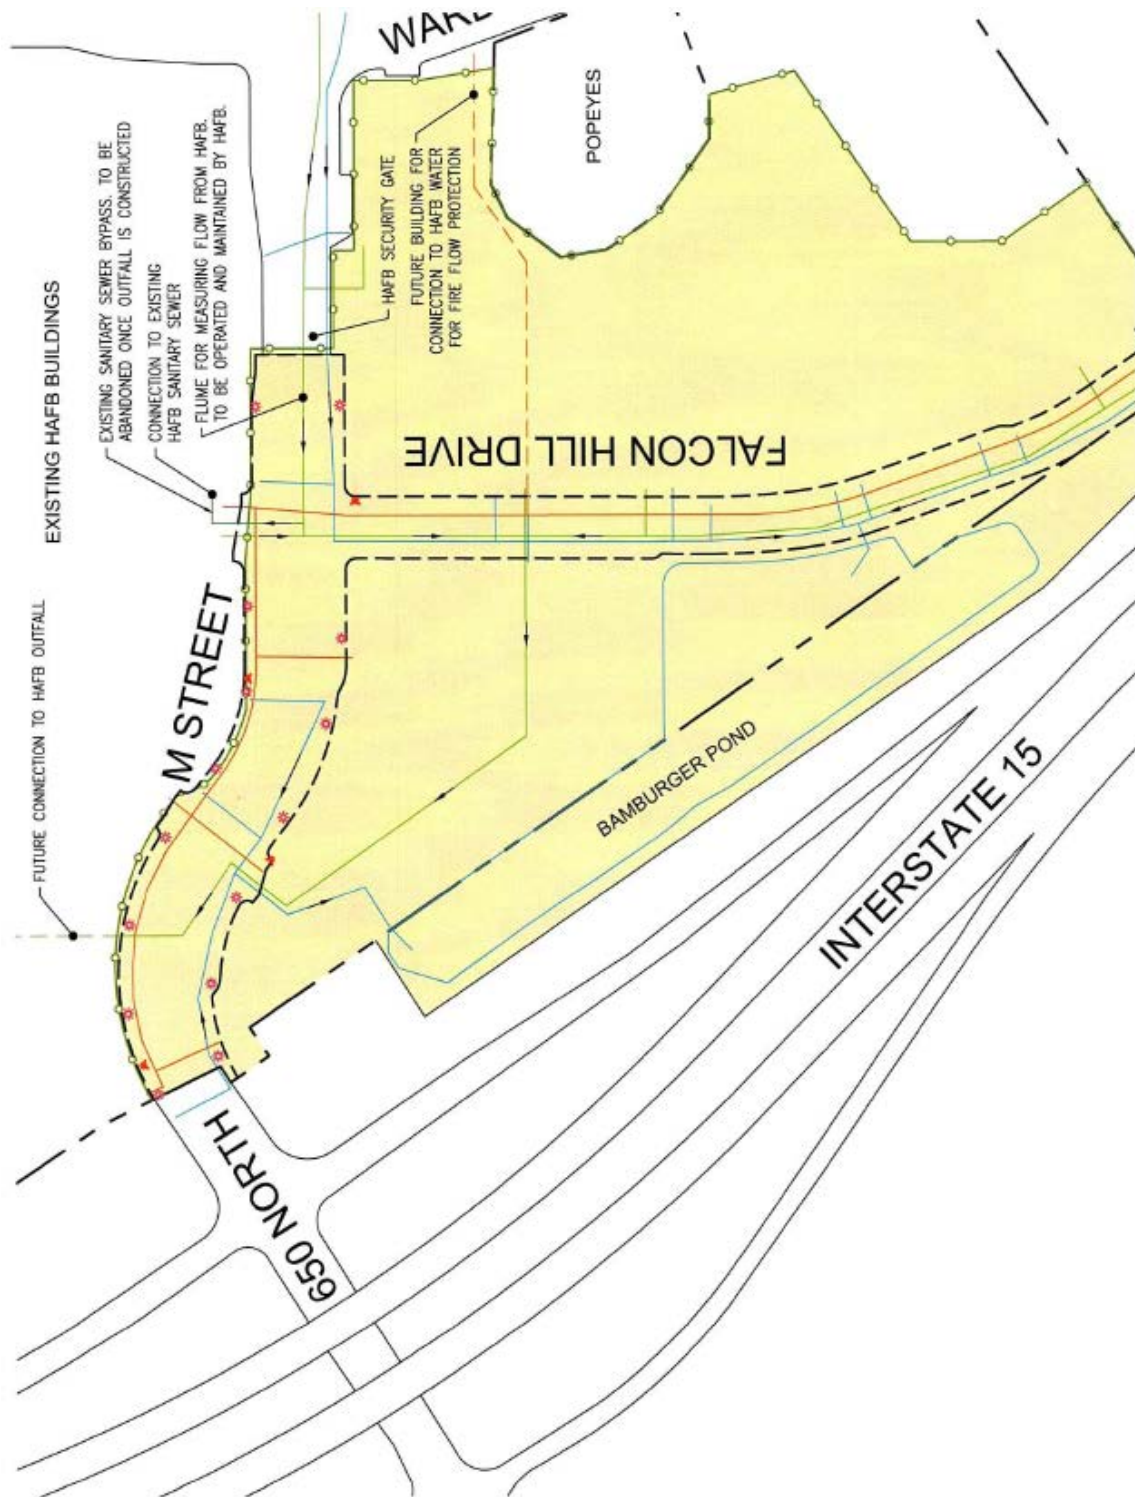 WARD
POPEYES
EXISTING HAFB BUILDINGS
EXISTING SANITARY SEWER BYPASS. TO BE
ABANDONED ONCE OUTFALL IS CONSTRUCTED
CONNECTION TO EXISTING
HAFB SANITARY SEWER
FLUME FOR MEASURING FLOW FROM HAFB.
TO BE OPERATED AND MAINTAINED BY HAFB.
HAFB SECURITY GATE
FUTURE BUILDING FOR
CONNECTION TO HAFB WATER
FOR FIRE FLOW PROTECTION
FALCON HILL DRIVE
M STREET
FUTURE CONNECTION TO HAFB OUTFALL
BAMBURGER POND
INTERSTATE 15
650 NORTH